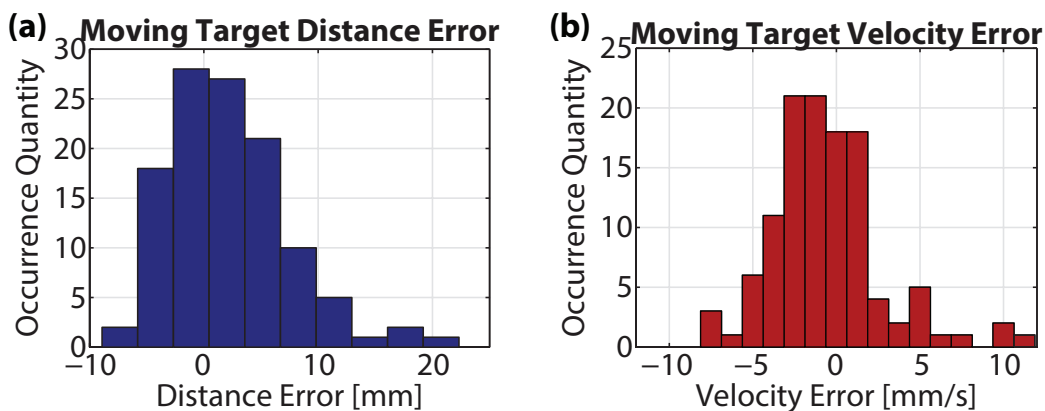 (a) Moving Target Distance Error
30
25
20
15
10
5
0
Occurrence Quantity
−10 0 10 20
Distance Error [mm]
(b) Moving Target Velocity Error
25
20
15
10
5
0
Occurrence Quantity
−10 −5 0 5 10
Velocity Error [mm/s]